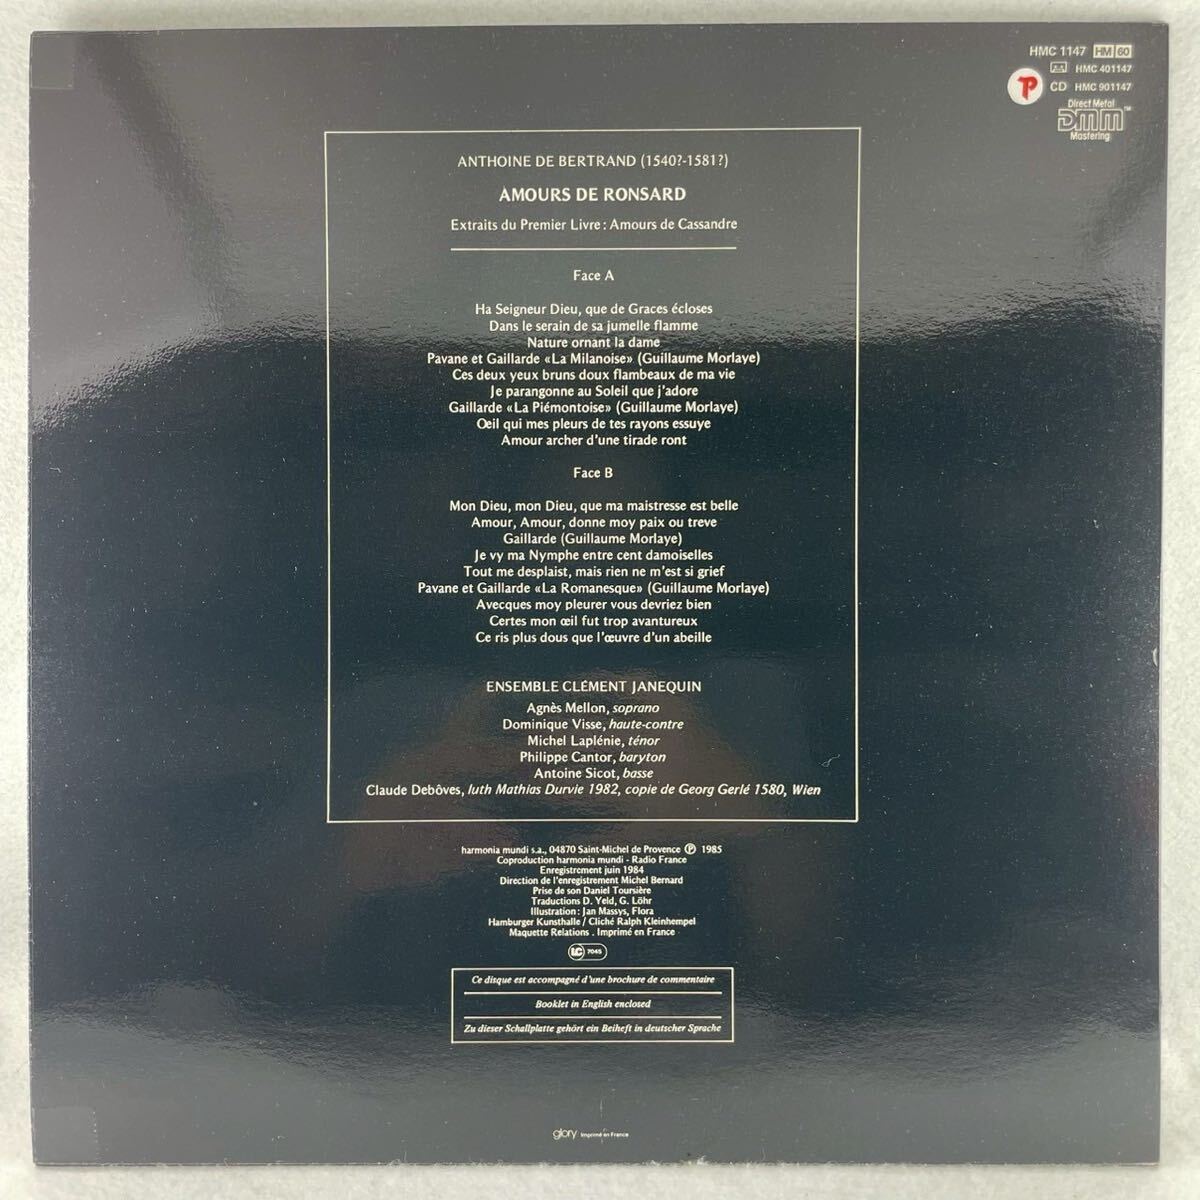 HMC 1147 HM 60
HMC 401147
P CD HMC 901147
Direct Metal
DMM™
Mastering
ANTHOINE DE BERTRAND (1540?-1581?)
AMOURS DE RONSARD
Extraits du Premier Livre : Amours de Cassandre
Face A
Ha Seigneur Dieu, que de Graces écloses
Dans le serain de sa jumelle flamme
Nature ornant la dame
Pavane et Gaillarde «La Milanoise» (Guillaume Morlaye)
Ces deux yeux bruns doux flambeaux de ma vie
Je parangonne au Soleil que j'adore
Gaillarde «La Piémontoise» (Guillaume Morlaye)
Œil qui mes pleurs de tes rayons essuye
Amour archer d'une tirade ront
Face B
Mon Dieu, mon Dieu, que ma maistresse est belle
Amour, Amour, donne moy paix ou treve
Gaillarde (Guillaume Morlaye)
Je vy ma Nymphe entre cent damoiselles
Tout me desplaist, mais rien ne m'est si grief
Pavane et Gaillarde «La Romanesque» (Guillaume Morlaye)
Avecques moy pleurer vous devriez bien
Certes mon œil fut trop avantureux
Ce ris plus dous que l'œuvre d'un abeille
ENSEMBLE CLÉMENT JANEQUIN
Agnès Mellon, soprano
Dominique Visse, haute-contre
Michel Laplénie, ténor
Philippe Cantor, baryton
Antoine Sicot, basse
Claude Debôves, luth Mathias Durvie 1982, copie de Georg Gerlé 1580, Wien
harmonia mundi s.a., 04870 Saint-Michel de Provence ℗ 1985
Coproduction harmonia mundi - Radio France
Enregistrement juin 1984
Direction de l'enregistrement Michel Bernard
Prise de son Daniel Toursière
Traductions D. Yeld, G. Löhr
Illustration : Jan Massys, Flora
Hamburger Kunsthalle / Cliché Ralph Kleinhempel
Maquette Relations . Imprimé en France
LC 7045
Ce disque est accompagné d'une brochure de commentaire
Booklet in English enclosed
Zu dieser Schallplatte gehört ein Beiheft in deutscher Sprache
glory Imprimé en France